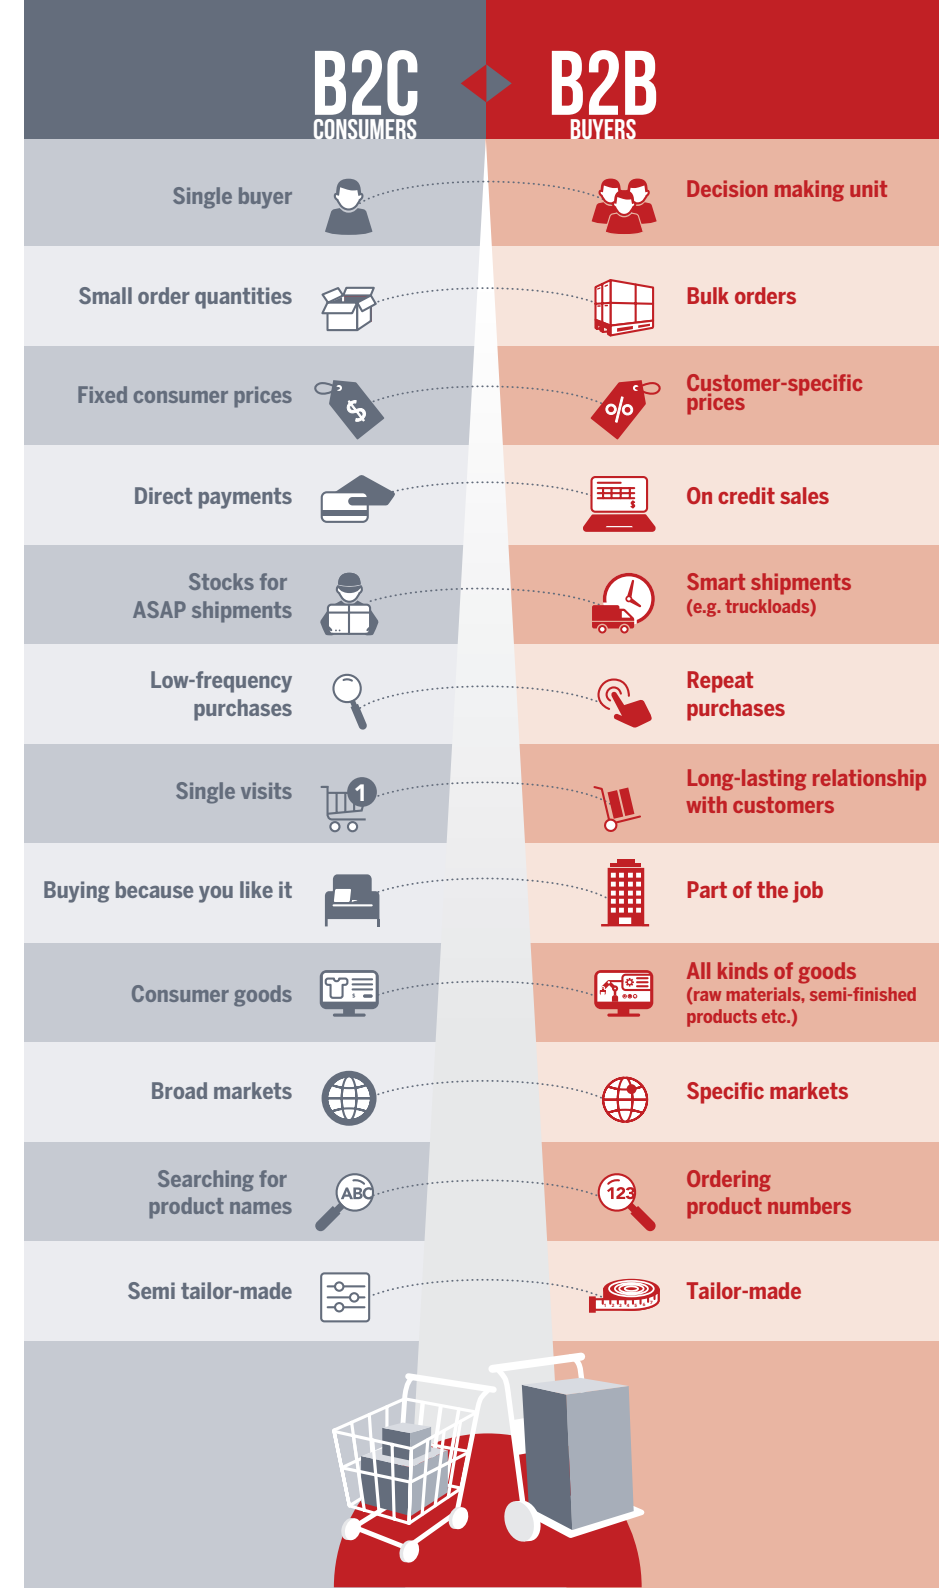 B2C
CONSUMERS
B2B
BUYERS
Single buyer
Decision making unit
Small order quantities
Bulk orders
Fixed consumer prices
$
%
Customer-specific
prices
Direct payments
$
On credit sales
Stocks for
ASAP shipments
Smart shipments
(e.g. truckloads)
Low-frequency
purchases
Repeat
purchases
Single visits
1
Long-lasting relationship
with customers
Buying because you like it
Part of the job
Consumer goods
$
All kinds of goods
(raw materials, semi-finished
products etc.)
Broad markets
Specific markets
Searching for
product names
ABC
123
Ordering
product numbers
Semi tailor-made
Tailor-made